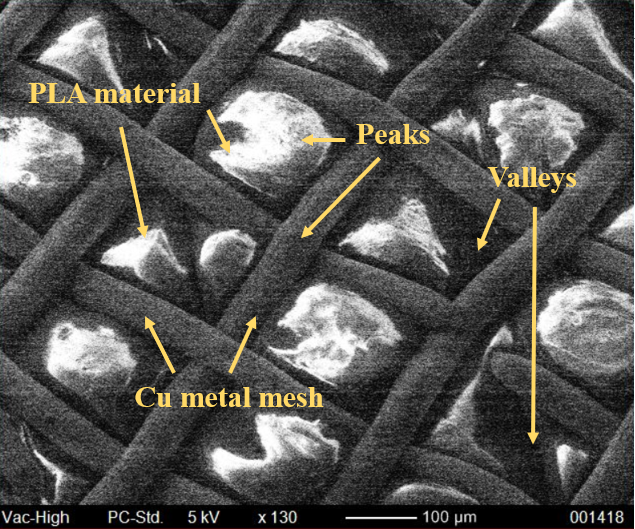 PLA material
Peaks
Valleys
Cu metal mesh
Vac-High PC-Std. 5 kV x 130 100 µm 001418